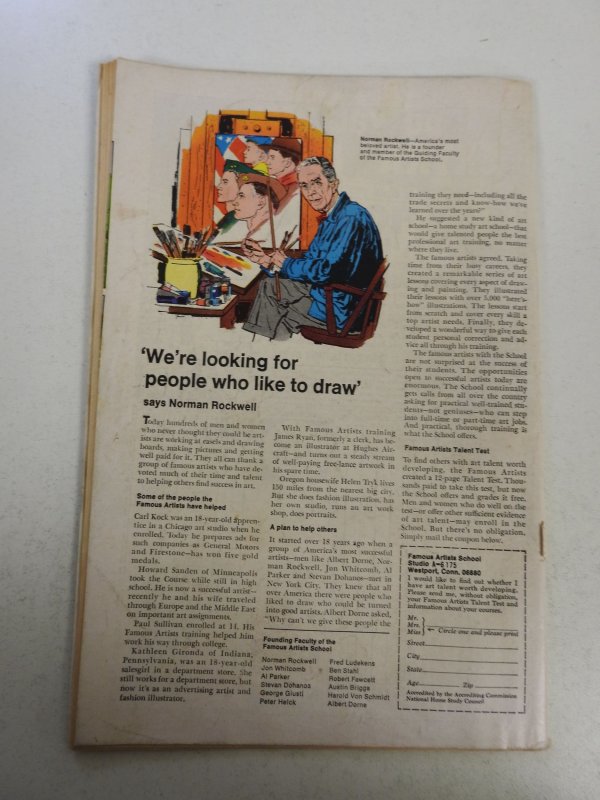 Norman Rockwell—America's most
beloved artist. He is a founder
and member of the Guiding Faculty
of the Famous Artists School.
'We're looking for
people who like to draw'
says Norman Rockwell
Today hundreds of men and women
who never thought they could be art-
ists are working at easels and drawing
boards, making pictures and getting
well paid for it. They all can thank a
group of famous artists who have de-
voted much of their time and talent
to helping others find success in art.
Some of the people the
Famous Artists have helped
Carl Kock was an 18-year-old appren-
tice in a Chicago art studio when he
enrolled. Today he prepares ads for
such companies as General Motors
and Firestone—has won five gold
medals.
Howard Sanden of Minneapolis
took the Course while still in high
school. He is now a successful artist—
recently he and his wife traveled
through Europe and the Middle East
on important art assignments.
Paul Sullivan enrolled at 31. His
Famous Artists training helped him
work his way through college.
Kathleen Gironda of Indiana,
Pennsylvania, was an 18-year-old
salesgirl in a department store. She
still works for a department store, but
now it's as an advertising artist and
fashion illustrator.
With Famous Artists training
James Ryan, formerly a clerk, has be-
come an illustrator at Hughes Air-
craft—and turns out a steady stream
of well-paying free-lance artwork in
his spare time.
Oregon housewife Helen Tryk lives
150 miles from the nearest big city.
But she does fashion illustration, has
her own studio, runs an art work
shop, does portraits.
A plan to help others
It started over 18 years ago when a
group of America's most successful
artists—men like Albert Dorne, Nor-
man Rockwell, Jon Whitcomb, Al
Parker and Stevan Dohanos—met in
New York City. They knew that all
over America there were people who
liked to draw who could be turned
into good artists. Albert Dorne asked,
"Why can't we give these people the
Founding Faculty of the
Famous Artists School
Norman Rockwell
Jon Whitcomb
Al Parker
Stevan Dohanos
George Giusti
Peter Helck
Fred Ludekens
Ben Stahl
Robert Fawcett
Austin Briggs
Harold Von Schmidt
Albert Dorne
training they need—including all the
trade secrets and know-how we've
learned over the years?"
He suggested a new kind of art
school—a home study art school—that
would give talented people the best
professional art training, no matter
where they live.
The famous artists agreed. Taking
time from their busy careers, they
created a remarkable series of art
lessons covering every aspect of draw-
ing and painting. They illustrated
their lessons with over 5,000 "here's-
how" illustrations. The lessons start
from scratch and cover every skill a
top artist needs. Finally, they de-
veloped a wonderful way to give each
student personal correction and ad-
vice all through his training.
The famous artists with the School
are not surprised at the success of
their students. The opportunities
open to successful artists today are
enormous. The School continually
gets calls from all over the country
asking for practical well-trained stu-
dents—not geniuses—who can step
into full-time or part-time art jobs.
And practical, thorough training is
what the School offers.
Famous Artists Talent Test
To find others with art talent worth
developing, the Famous Artists
created a 12-page Talent Test. Thou-
sands paid to take this test, but now
the School offers and grades it free.
Men and women who do well on the
test—or offer other sufficient evidence
of art talent—may enroll in the
School. But there's no obligation.
Simply mail the coupon below.
Famous Artists School
Studio A-6175
Westport, Conn. 06880
I would like to find out whether I
have art talent worth developing.
Please send me, without obligation,
your Famous Artists Talent Test and
information about your courses.
Mr.
Mrs.
Miss
Circle one and please print
Street
City
State
Age Zip
Accredited by the Accrediting Commission
National Home Study Council